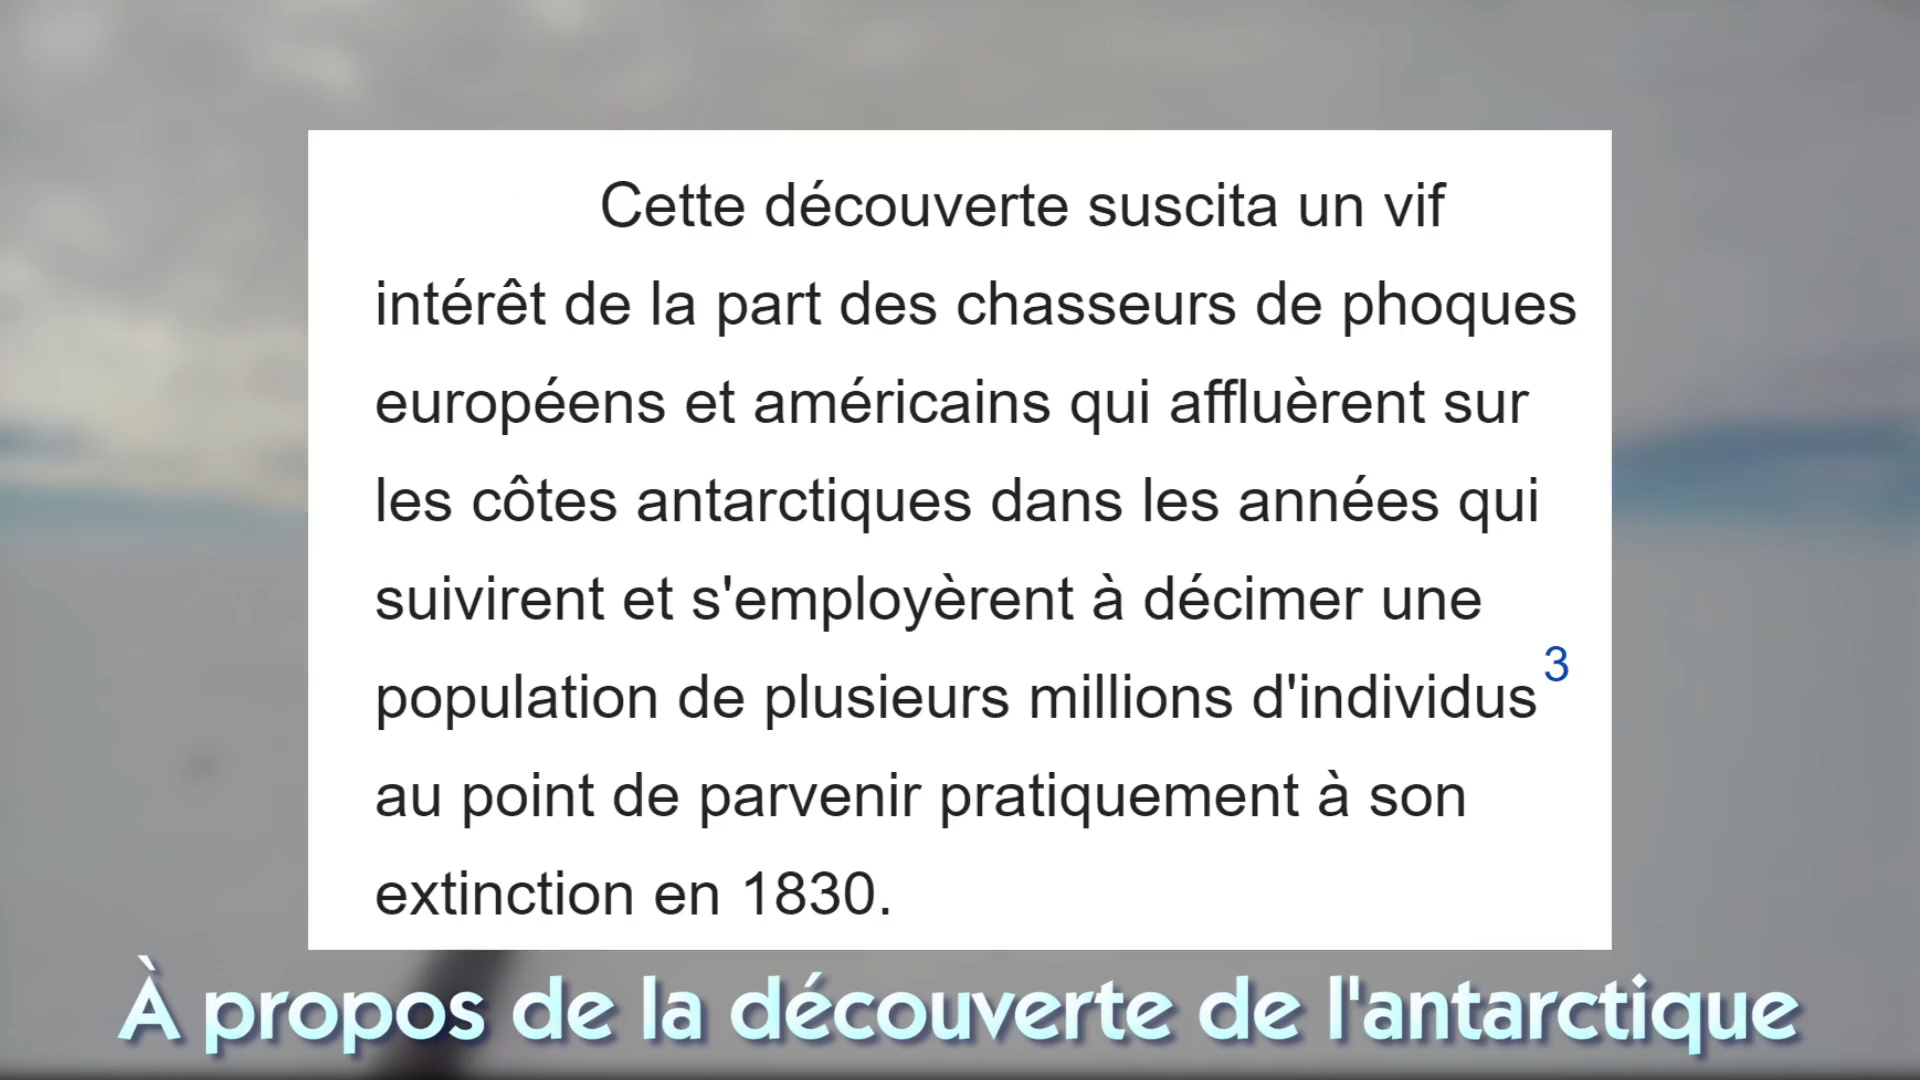 Cette découverte suscita un vif
intérêt de la part des chasseurs de phoques
européens et américains qui affluèrent sur
les côtes antarctiques dans les années qui
suivirent et s'employèrent à décimer une
population de plusieurs millions d'individus3
au point de parvenir pratiquement à son
extinction en 1830.
À propos de la découverte de l'antarctique